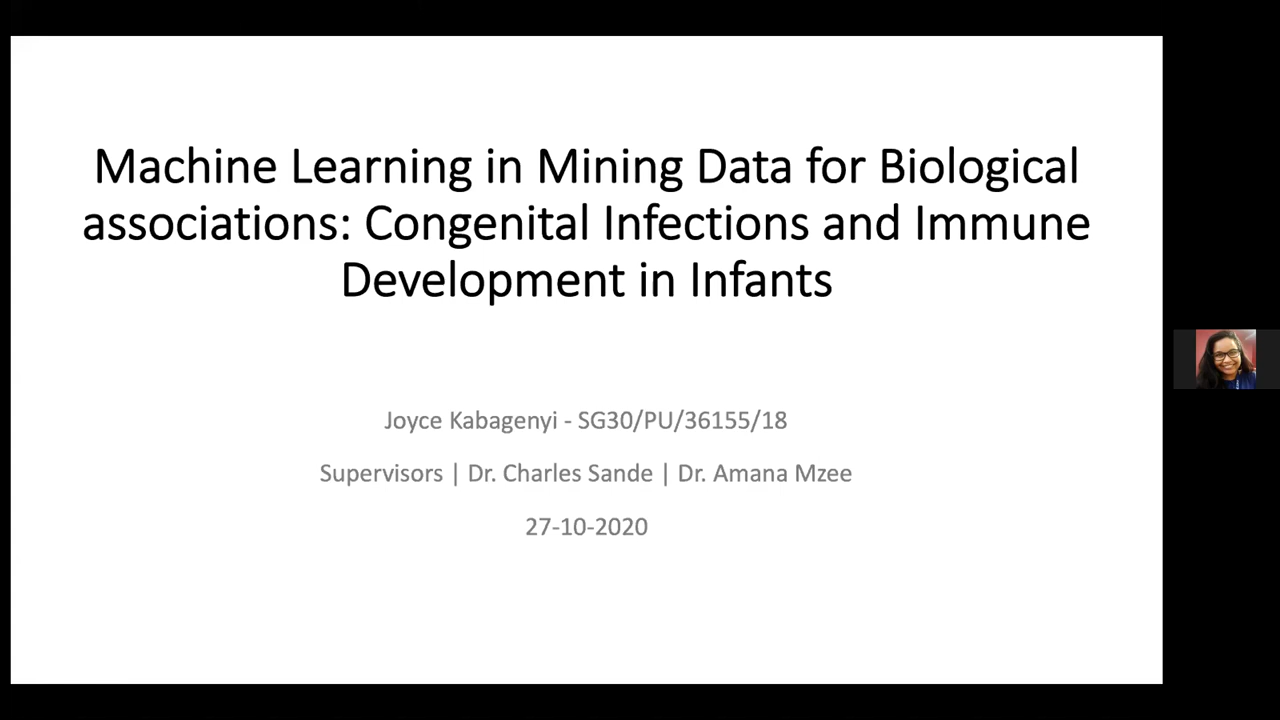 Machine Learning in Mining Data for Biological
associations: Congenital Infections and Immune
Development in Infants
Joyce Kabagenyi - SG30/PU/36155/18
Supervisors | Dr. Charles Sande | Dr. Amana Mzee
27-10-2020